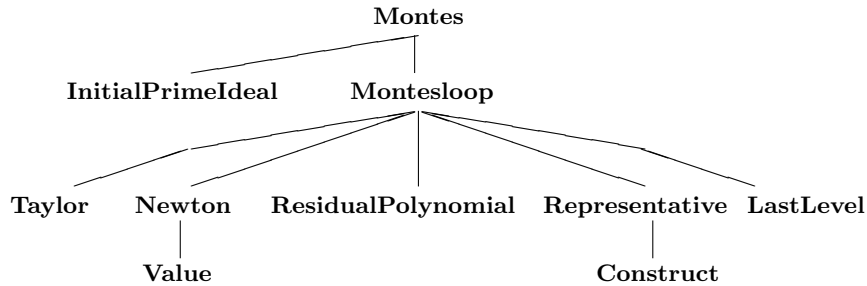 Montes
InitialPrimeIdeal Montesloop
Taylor Newton ResidualPolynomial Representative LastLevel
Value Construct